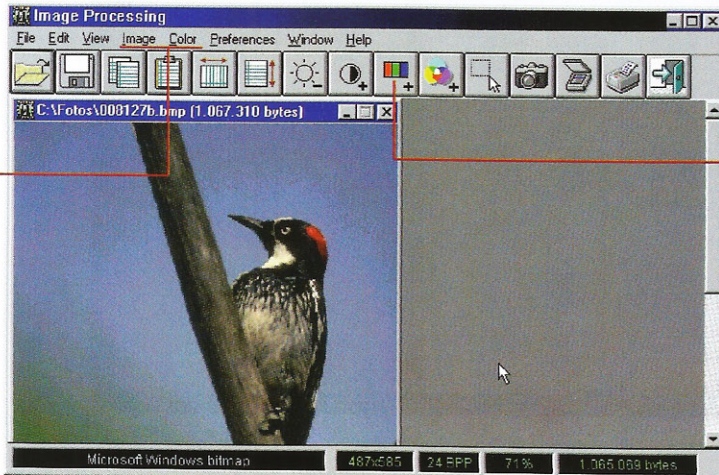 Image Processing
File Edit View Image Color Preferences Window Help
C:\Fotos\008127b.bmp (1.067.310 bytes)
Microsoft Windows bitmap 487x585 24 BPP 71% 1.065.069 bytes